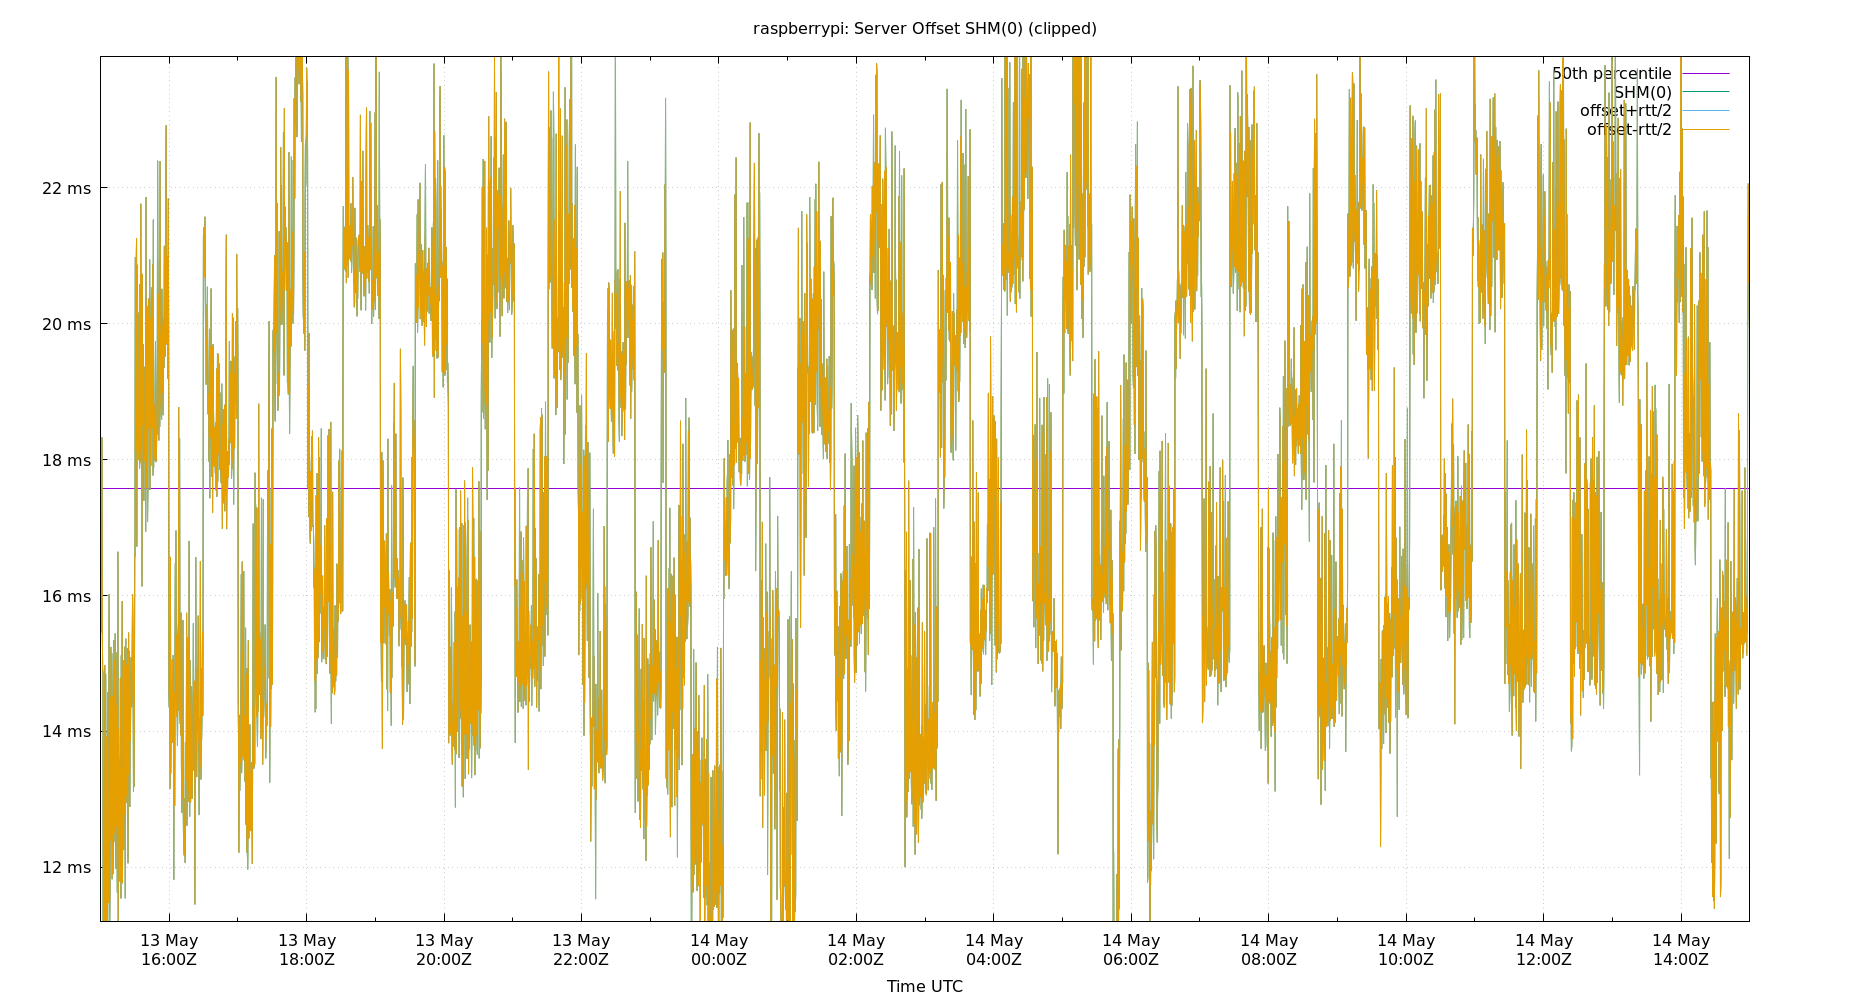 raspberrypi: Server Offset SHM(0) (clipped)
50th percentile
SHM(0)
offset+rtt/2
offset-rtt/2
22 ms
20 ms
18 ms
16 ms
14 ms
12 ms
13 May 13 May 13 May 13 May 14 May 14 May 14 May 14 May 14 May 14 May 14 May 14 May
16:00Z 18:00Z 20:00Z 22:00Z 00:00Z 02:00Z 04:00Z 06:00Z 08:00Z 10:00Z 12:00Z 14:00Z
Time UTC